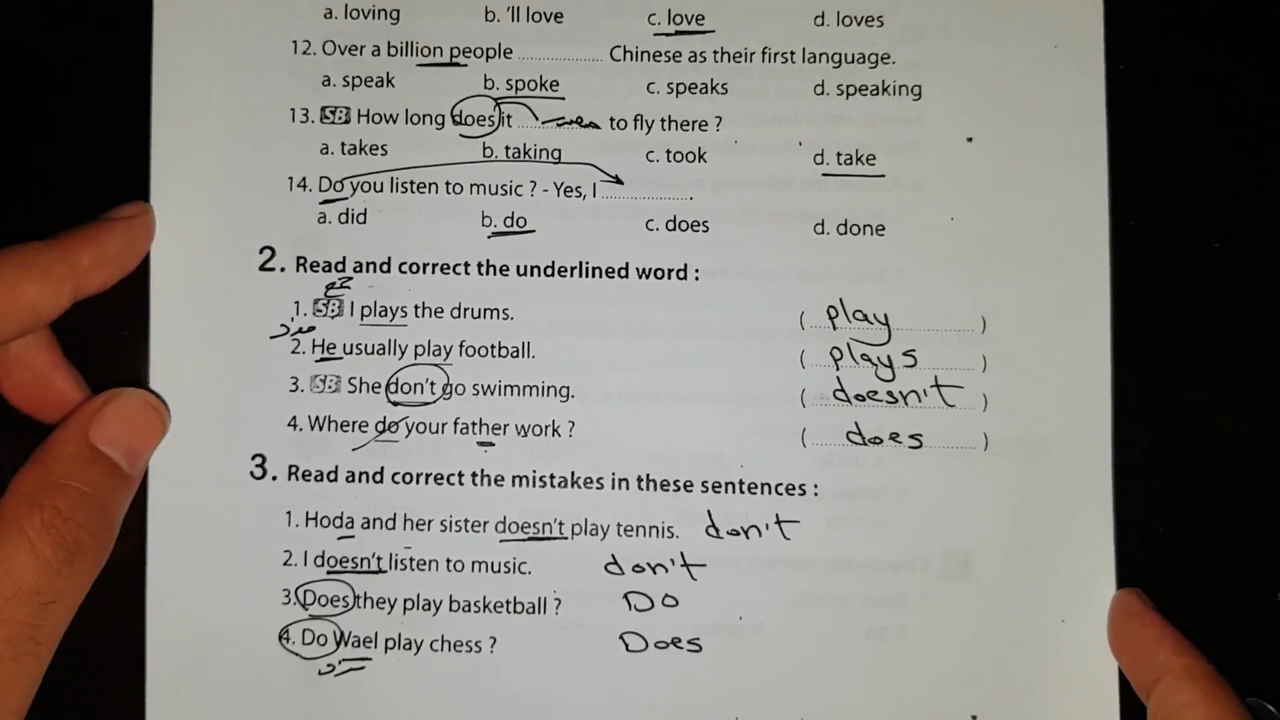 a. loving b. 'll love c. love d. loves
12. Over a billion people .................... Chinese as their first language.
a. speak b. spoke c. speaks d. speaking
13. SB How long does it .................... to fly there ?
a. takes b. taking c. took d. take
14. Do you listen to music ? - Yes, I .................... .
a. did b. do c. does d. done
2. Read and correct the underlined word :
جمع
1. SB I plays the drums. ( play )
مفرد
2. He usually play football. ( plays )
3. SB She don't go swimming. ( doesn't )
4. Where do your father work ? ( does )
3. Read and correct the mistakes in these sentences :
1. Hoda and her sister doesn't play tennis. don't
2. I doesn't listen to music. don't
3. Does they play basketball ? DO
4. Do Wael play chess ? Does